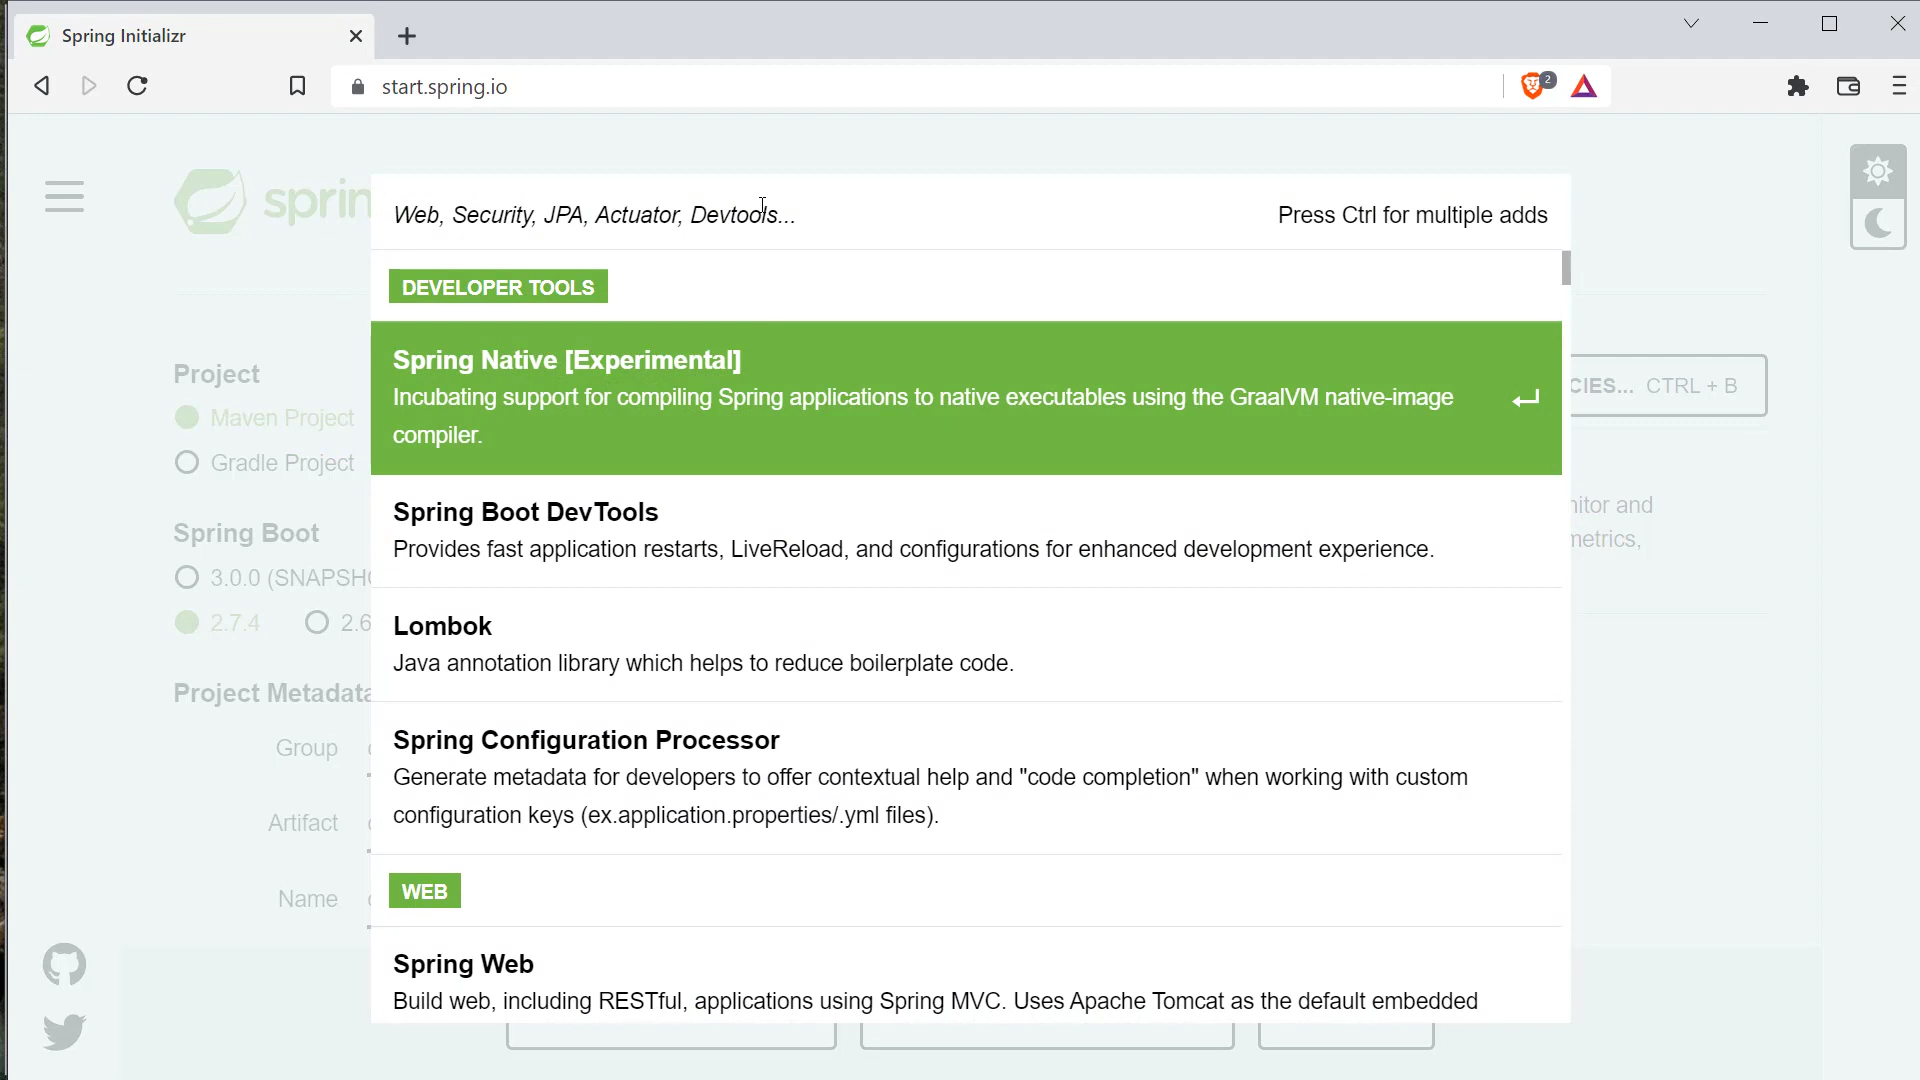 Spring Initializr
start.spring.io
2
spring
Web, Security, JPA, Actuator, Devtools...
Press Ctrl for multiple adds
DEVELOPER TOOLS
Spring Native [Experimental]
Incubating support for compiling Spring applications to native executables using the GraalVM native-image
compiler.
Spring Boot DevTools
Provides fast application restarts, LiveReload, and configurations for enhanced development experience.
Lombok
Java annotation library which helps to reduce boilerplate code.
Spring Configuration Processor
Generate metadata for developers to offer contextual help and "code completion" when working with custom
configuration keys (ex.application.properties/.yml files).
WEB
Spring Web
Build web, including RESTful, applications using Spring MVC. Uses Apache Tomcat as the default embedded
Project
Maven Project
Gradle Project
Spring Boot
3.0.0 (SNAPSHO
2.7.4
2.6
Project Metadata
Group
Artifact
Name
CIES... CTRL + B
nitor and
metrics,